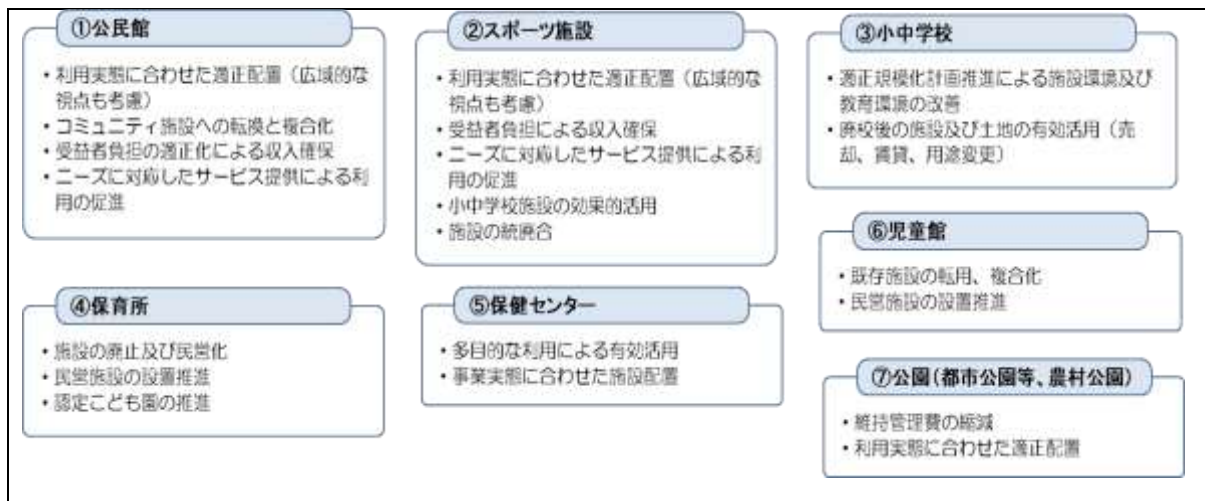 ①公民館
・利用実態に合わせた適正配置（広域的な
視点も考慮）
・コミュニティ施設への転換と複合化
・受益者負担の適正化による収入確保
・ニーズに対応したサービス提供による利
用の促進
②スポーツ施設
・利用実態に合わせた適正配置（広域的な
視点も考慮）
・受益者負担による収入確保
・ニーズに対応したサービス提供による利
用の促進
・小中学校施設の効果的活用
・施設の統廃合
③小中学校
・適正規模化計画推進による施設環境及び
教育環境の改善
・廃校後の施設及び土地の有効活用（売
却、賃貸、用途変更）
④保育所
・施設の廃止及び民営化
・民営施設の設置推進
・認定こども園の推進
⑤保健センター
・多目的な利用による有効活用
・事業実態に合わせた施設配置
⑥児童館
・既存施設の転用、複合化
・民営施設の設置推進
⑦公園（都市公園等、農村公園）
・維持管理費の縮減
・利用実態に合わせた適正配置